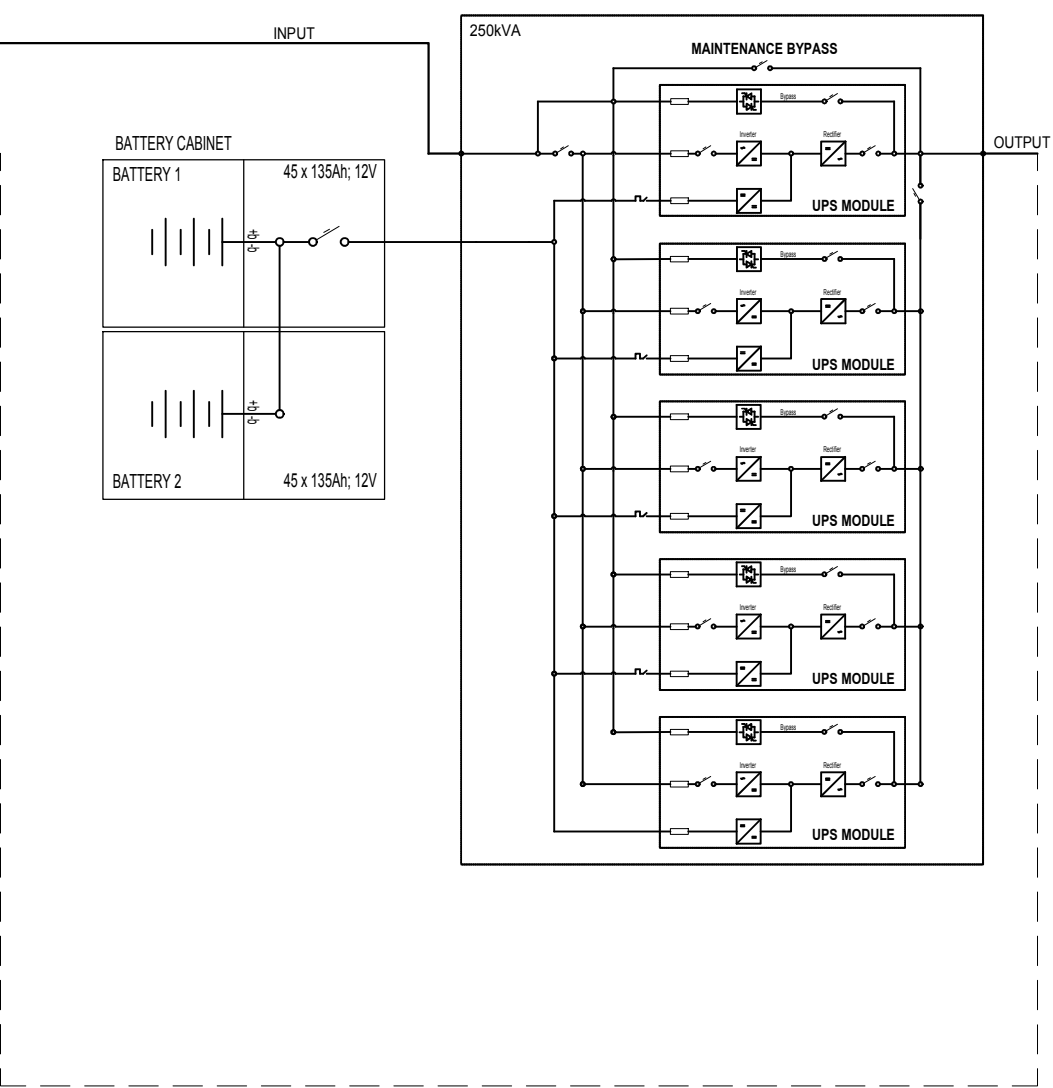 INPUT
250kVA
MAINTENANCE BYPASS
Bypass
Inverter
Rectifier
UPS MODULE
OUTPUT
BATTERY CABINET
BATTERY 1
45 x 135Ah; 12V
+
-
Bypass
Inverter
Rectifier
UPS MODULE
BATTERY 2
45 x 135Ah; 12V
+
-
Bypass
Inverter
Rectifier
UPS MODULE
Bypass
Inverter
Rectifier
UPS MODULE
Bypass
Inverter
Rectifier
UPS MODULE